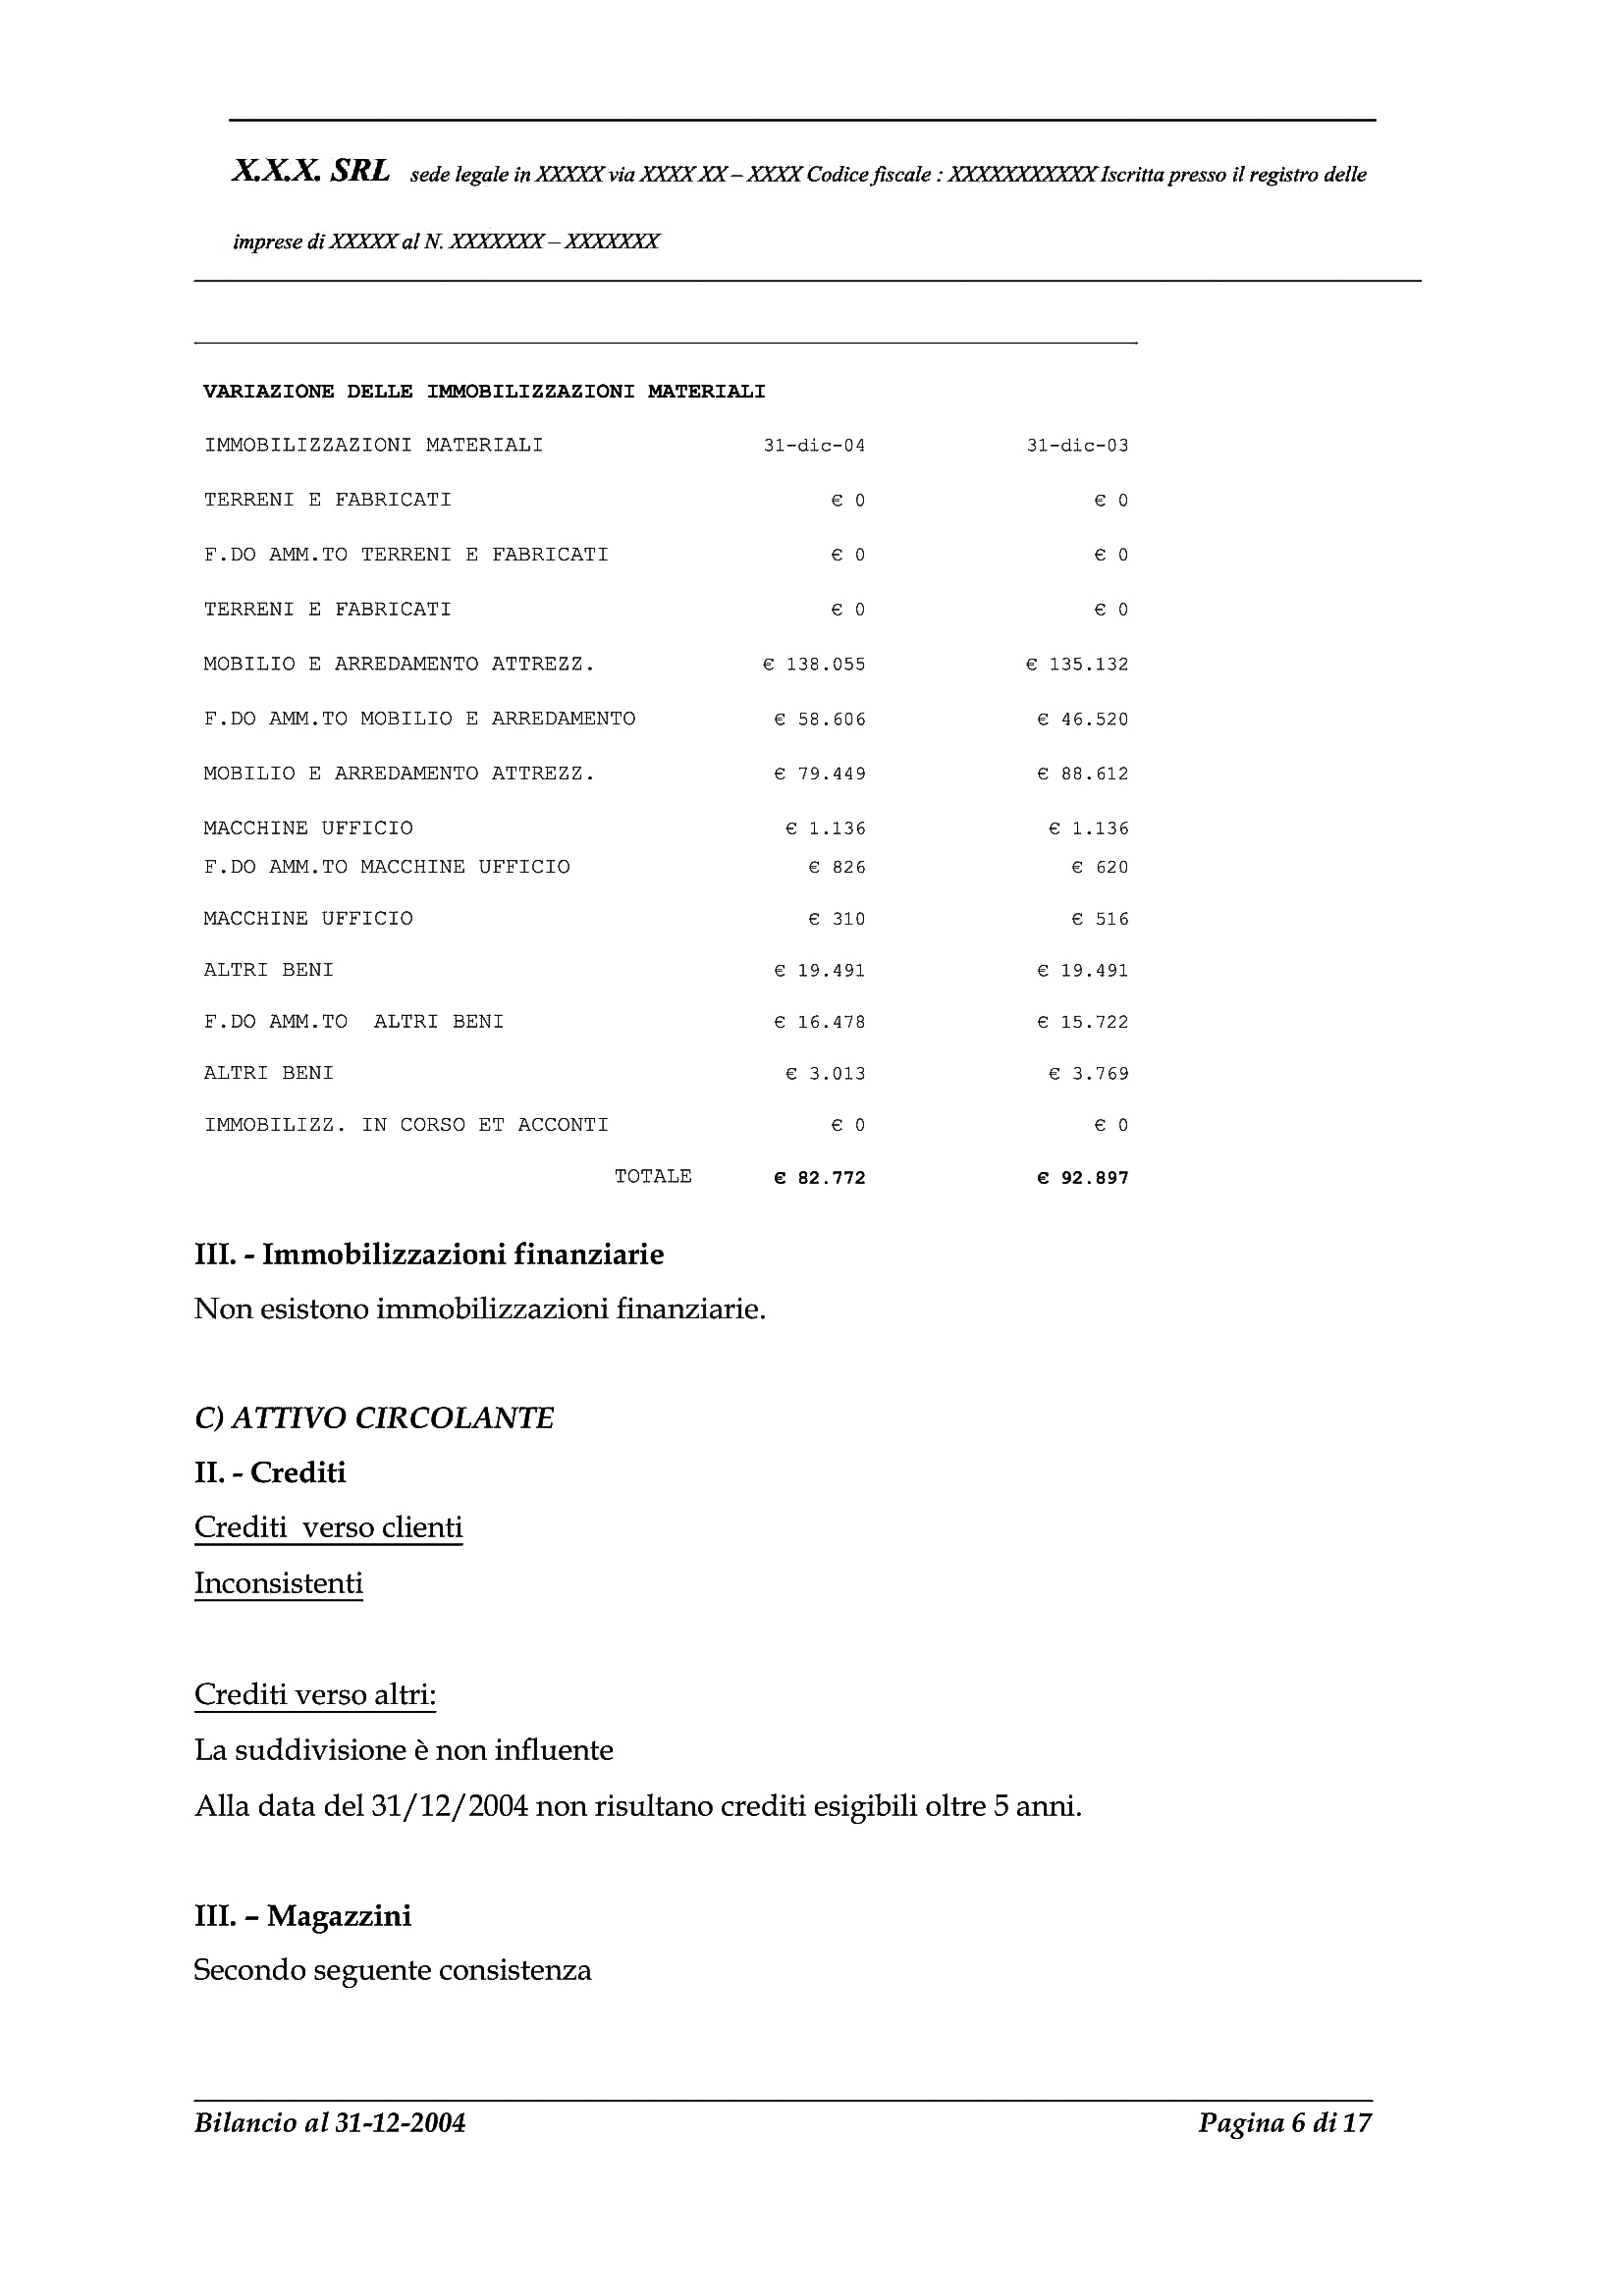 X.X.X. SRL sede legale in XXXXX via XXXX XX – XXXX Codice fiscale : XXXXXXXXXXX Iscritta presso il registro delle
imprese di XXXXX al N. XXXXXXX – XXXXXXX
VARIAZIONE DELLE IMMOBILIZZAZIONI MATERIALI
IMMOBILIZZAZIONI MATERIALI 31-dic-04 31-dic-03
TERRENI E FABRICATI € 0 € 0
F.DO AMM.TO TERRENI E FABRICATI € 0 € 0
TERRENI E FABRICATI € 0 € 0
MOBILIO E ARREDAMENTO ATTREZZ. € 138.055 € 135.132
F.DO AMM.TO MOBILIO E ARREDAMENTO € 58.606 € 46.520
MOBILIO E ARREDAMENTO ATTREZZ. € 79.449 € 88.612
MACCHINE UFFICIO € 1.136 € 1.136
F.DO AMM.TO MACCHINE UFFICIO € 826 € 620
MACCHINE UFFICIO € 310 € 516
ALTRI BENI € 19.491 € 19.491
F.DO AMM.TO ALTRI BENI € 16.478 € 15.722
ALTRI BENI € 3.013 € 3.769
IMMOBILIZZ. IN CORSO ET ACCONTI € 0 € 0
TOTALE € 82.772 € 92.897
III. - Immobilizzazioni finanziarie
Non esistono immobilizzazioni finanziarie.
C) ATTIVO CIRCOLANTE
II. - Crediti
Crediti verso clienti
Inconsistenti
Crediti verso altri:
La suddivisione è non influente
Alla data del 31/12/2004 non risultano crediti esigibili oltre 5 anni.
III. – Magazzini
Secondo seguente consistenza
Bilancio al 31-12-2004 Pagina 6 di 17